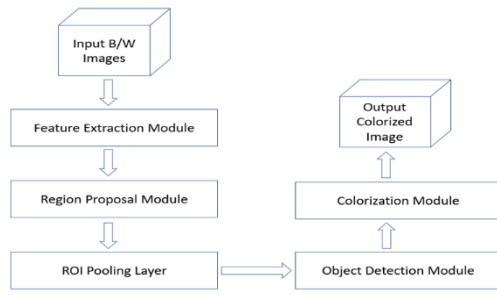 Input B/W
Images
Feature Extraction Module
Region Proposal Module
ROI Pooling Layer
Object Detection Module
Colorization Module
Output
Colorized
Image